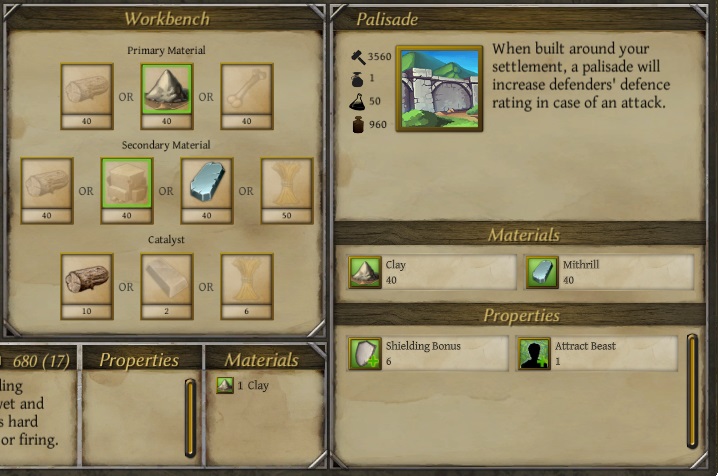 Workbench
Primary Material
OR
OR
40
40
40
Secondary Material
OR
OR
OR
40
40
40
50
Catalyst
OR
OR
10
2
6
Palisade
3560
1
50
960
When built around your
settlement, a palisade will
increase defenders' defence
rating in case of an attack.
Materials
Clay
40
Mithrill
40
Properties
Shielding Bonus
6
Attract Beast
1
680 (17)
hard
or firing.
Properties
Materials
1 Clay